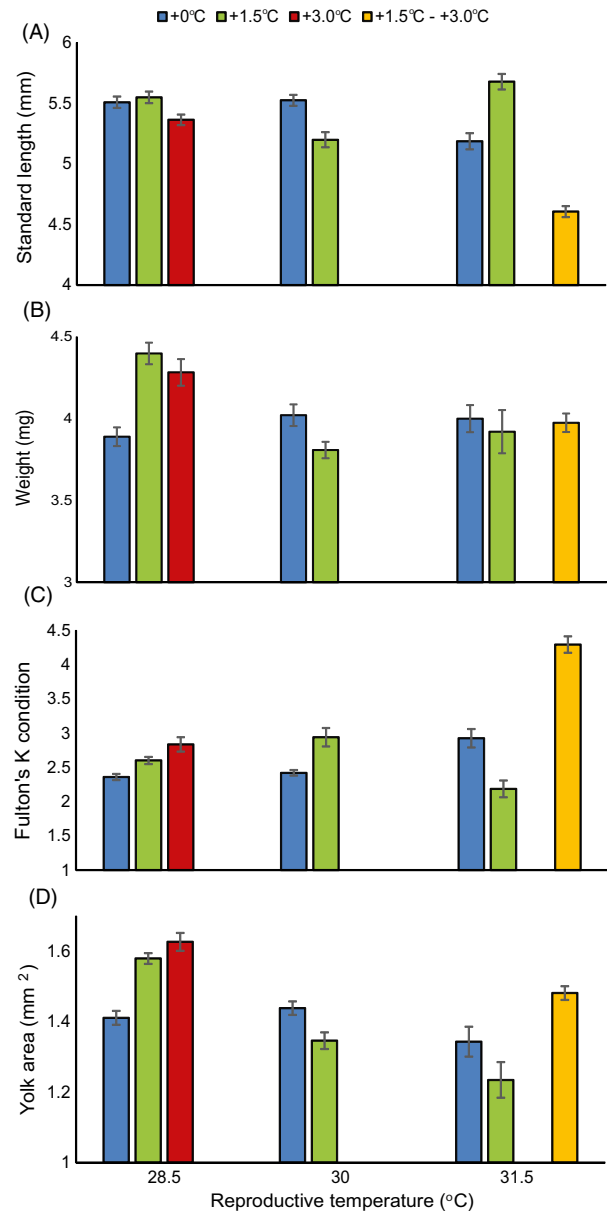 +0°C +1.5°C +3.0°C +1.5°C - +3.0°C
(A)
Standard length (mm)
6
5.5
5
4.5
4
(B)
Weight (mg)
4.5
4
3.5
3
(C)
Fulton's K condition
4.5
4
3.5
3
2.5
2
1.5
1
(D)
Yolk area (mm 2)
1.6
1.4
1.2
1
28.5 30 31.5
Reproductive temperature (°C)